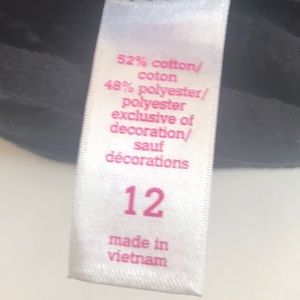 52% cotton/
coton
48% polyester/
polyester
exclusive of
decoration/
sauf
décorations
12
made in
vietnam